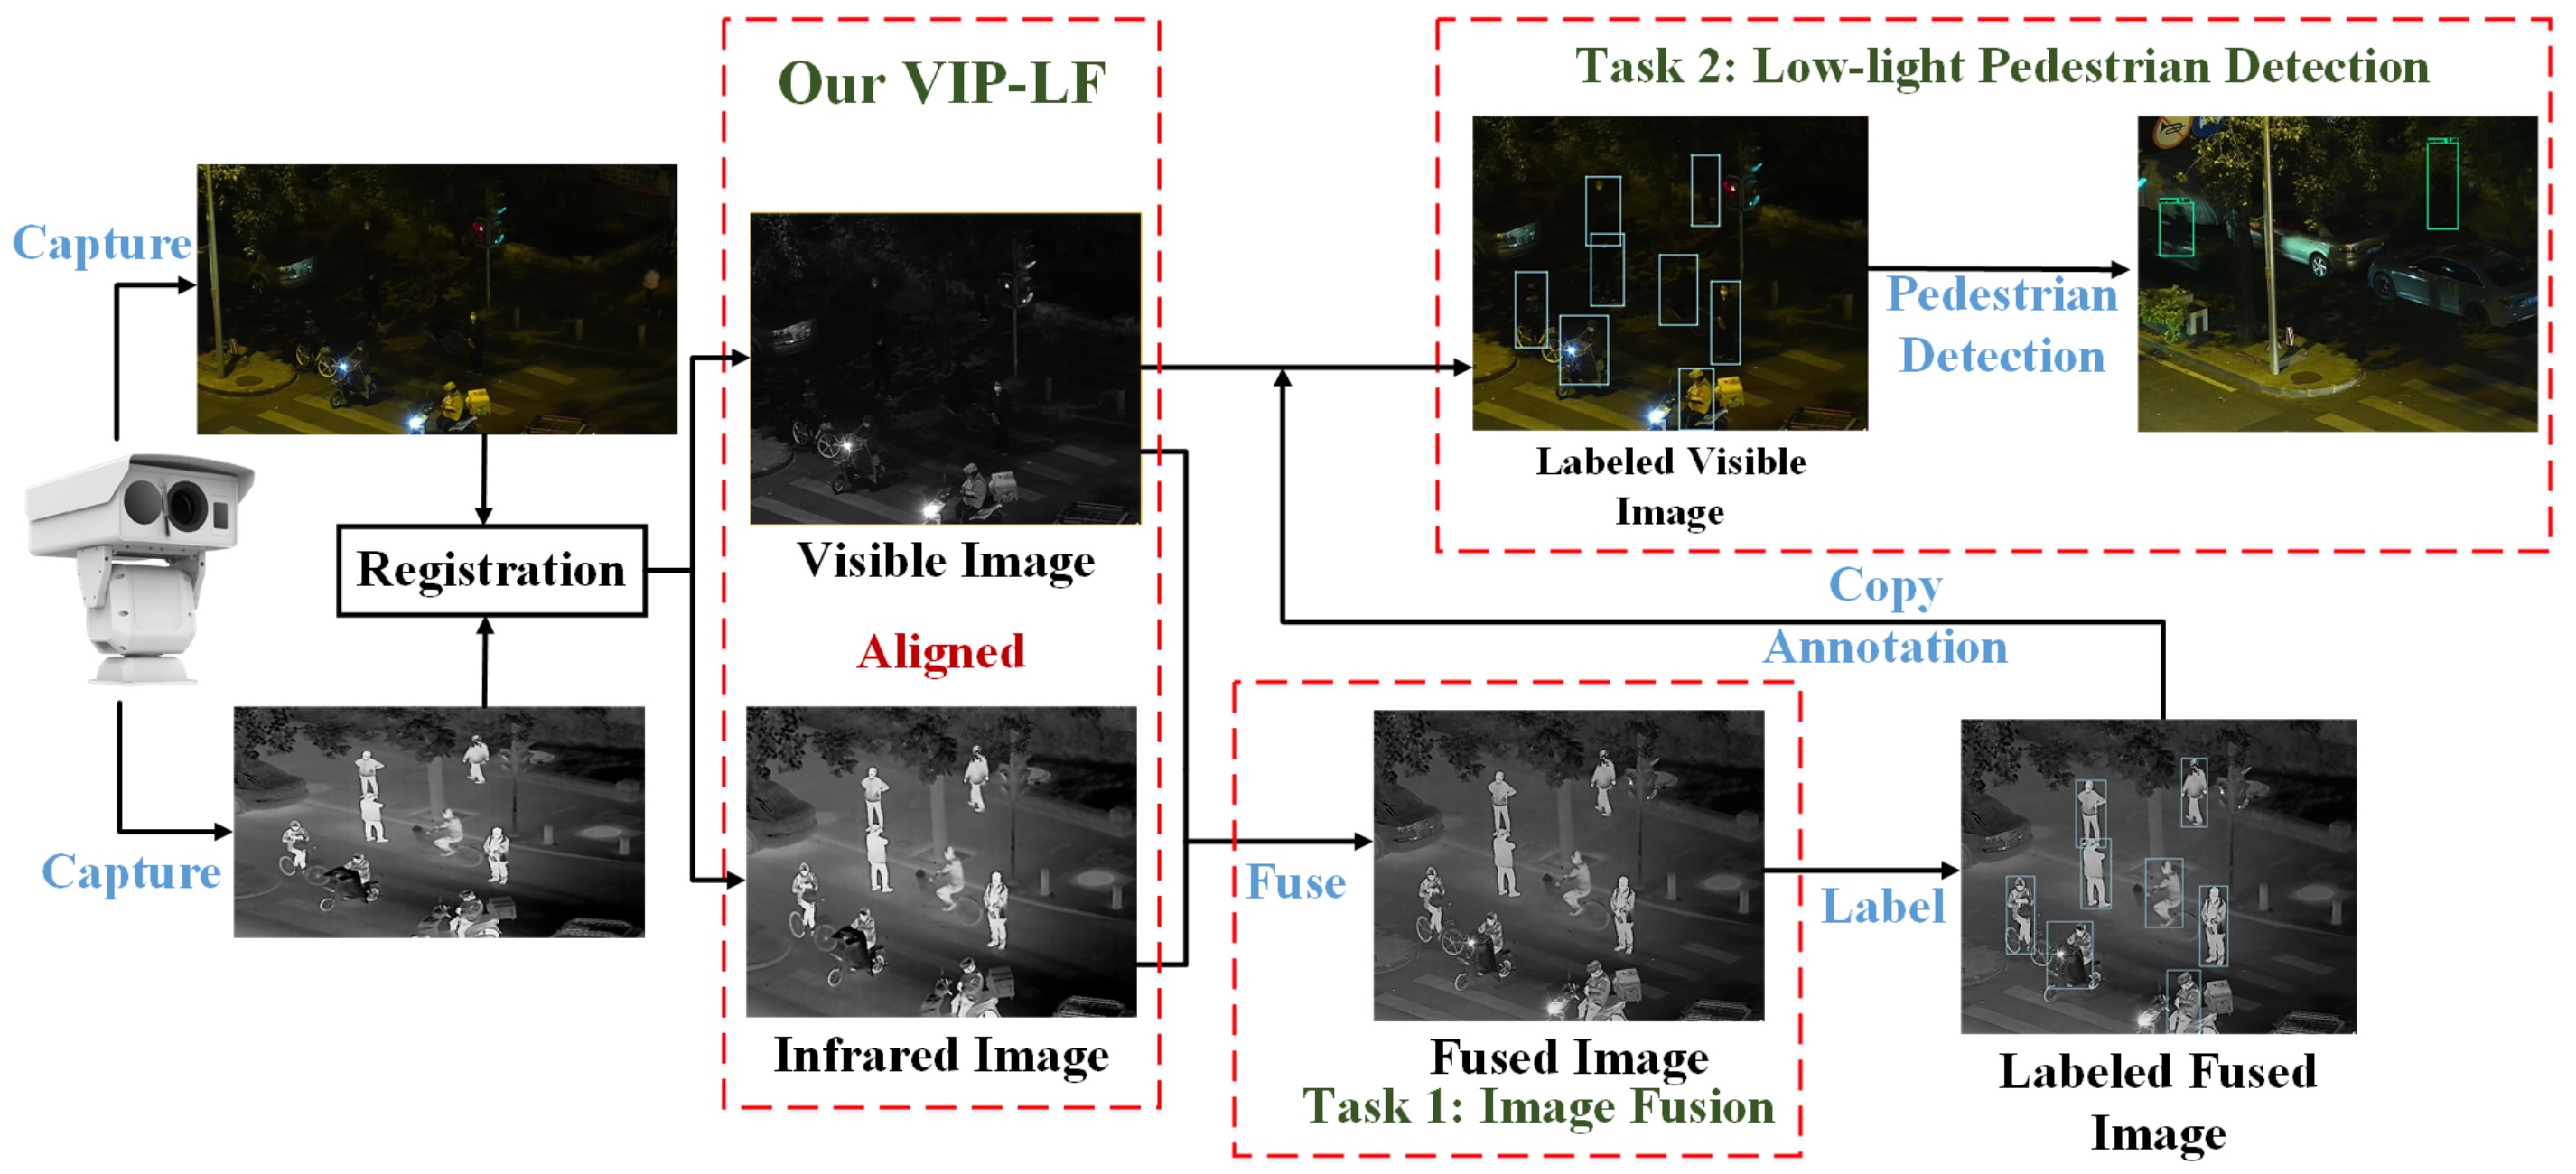 Our VIP-LF
Task 2: Low-light Pedestrian Detection
Capture
Pedestrian
Detection
Labeled Visible
Image
Registration
Visible Image
Aligned
Copy
Annotation
Capture
Fuse
Label
Infrared Image
Fused Image
Task 1: Image Fusion
Labeled Fused
Image